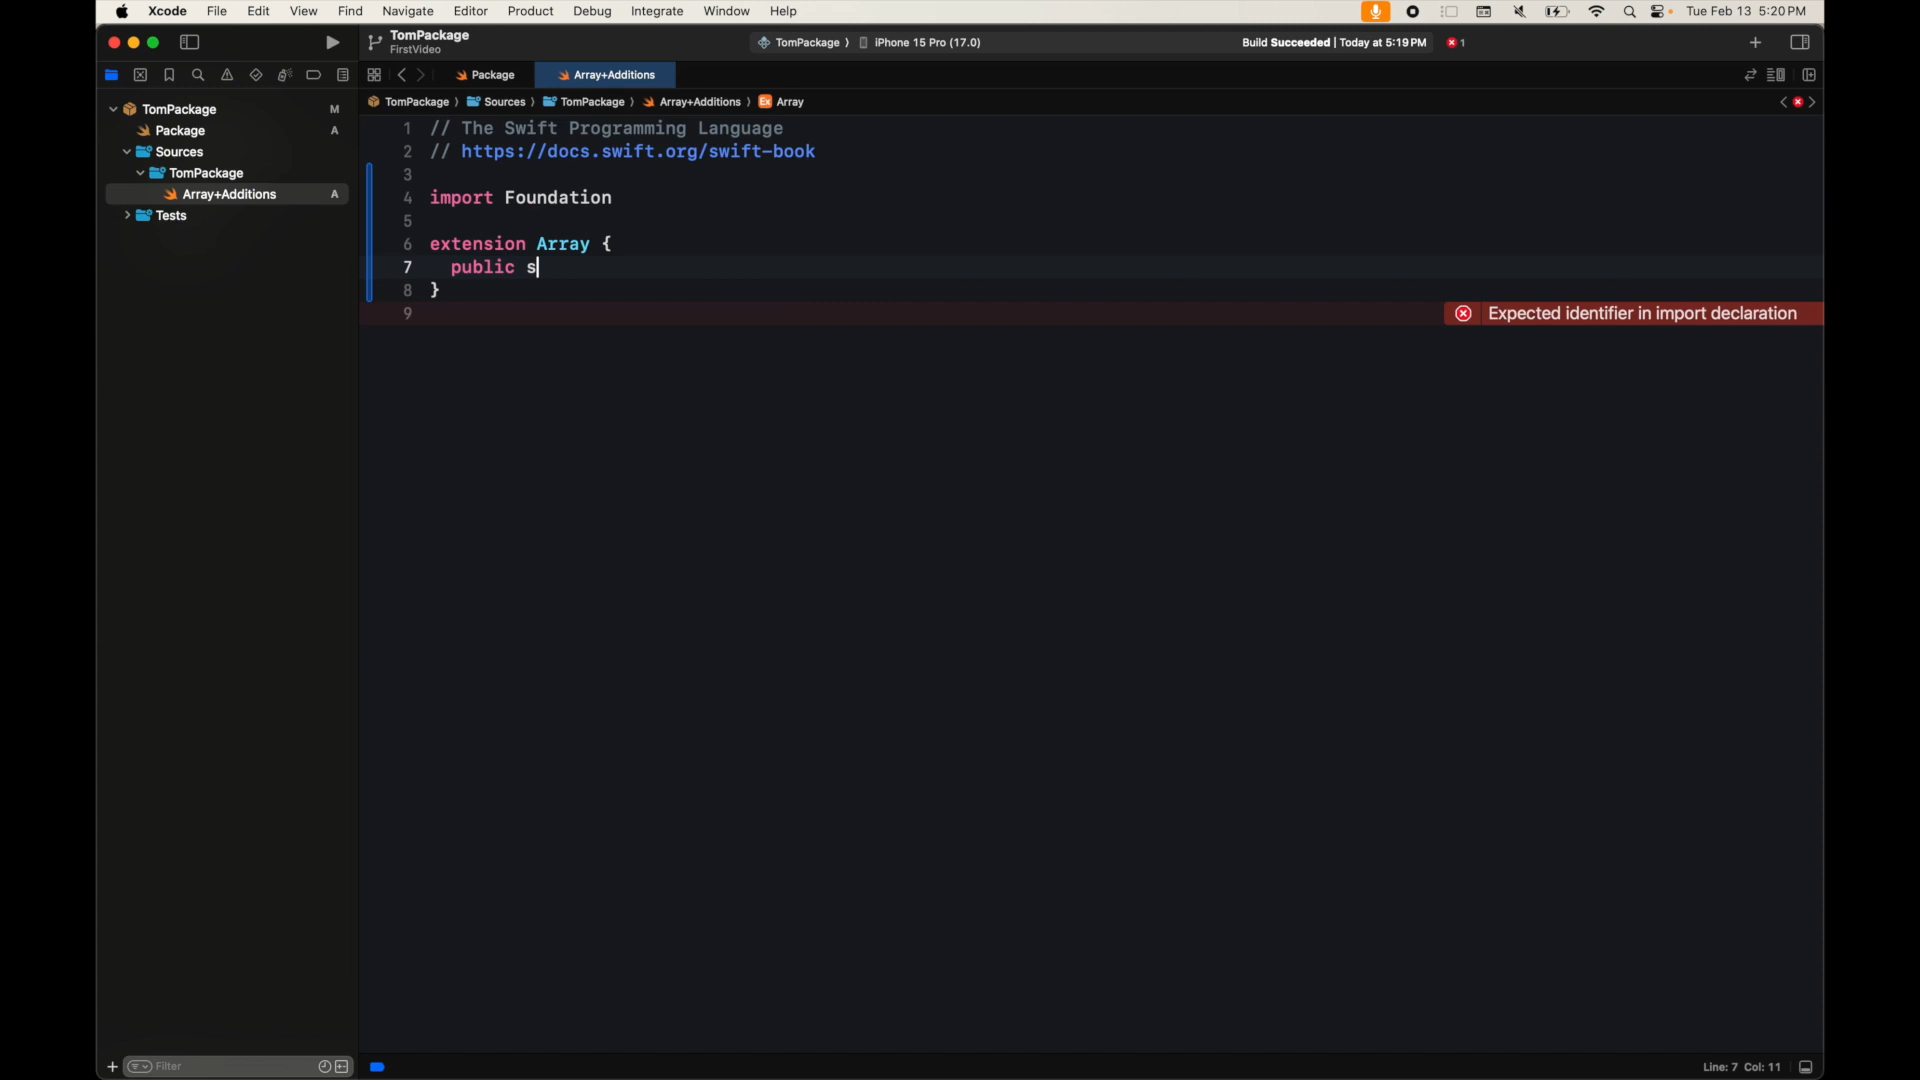 Xcode File Edit View Find Navigate Editor Product Debug Integrate Window Help Tue Feb 13 5:20 PM
TomPackage
FirstVideo
TomPackage ⟩ iPhone 15 Pro (17.0)
Build Succeeded | Today at 5:19 PM
1
Package
Array+Additions
TomPackage ⟩ Sources ⟩ TomPackage ⟩ Array+Additions ⟩ Ex Array
TomPackage M
Package A
Sources
TomPackage
Array+Additions A
Tests
1 // The Swift Programming Language
2 // https://docs.swift.org/swift-book
3
4 import Foundation
5
6 extension Array {
7 public s
8 }
9
Expected identifier in import declaration
Filter
Line: 7 Col: 11